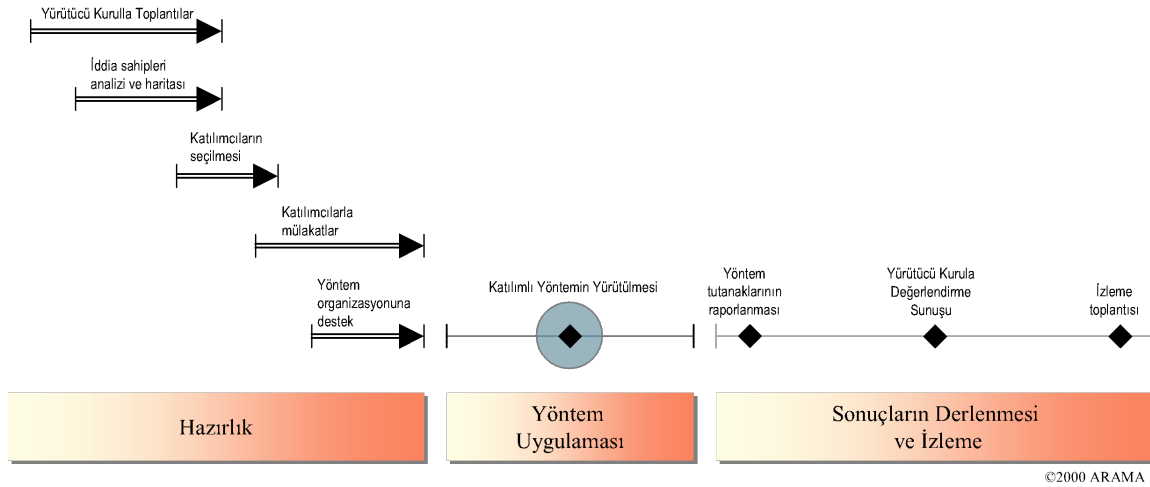 Yürütücü Kurulla Toplantılar
İddia sahipleri
analizi ve haritası
Katılımcıların
seçilmesi
Katılımcılarla
mülakatlar
Yöntem
organizasyonuna
destek
Katılımlı Yöntemin Yürütülmesi
Yöntem
tutanaklarının
raporlanması
Yürütücü Kurula
Değerlendirme
Sunuşu
İzleme
toplantısı
Hazırlık
Yöntem
Uygulaması
Sonuçların Derlenmesi
ve İzleme
©2000 ARAMA